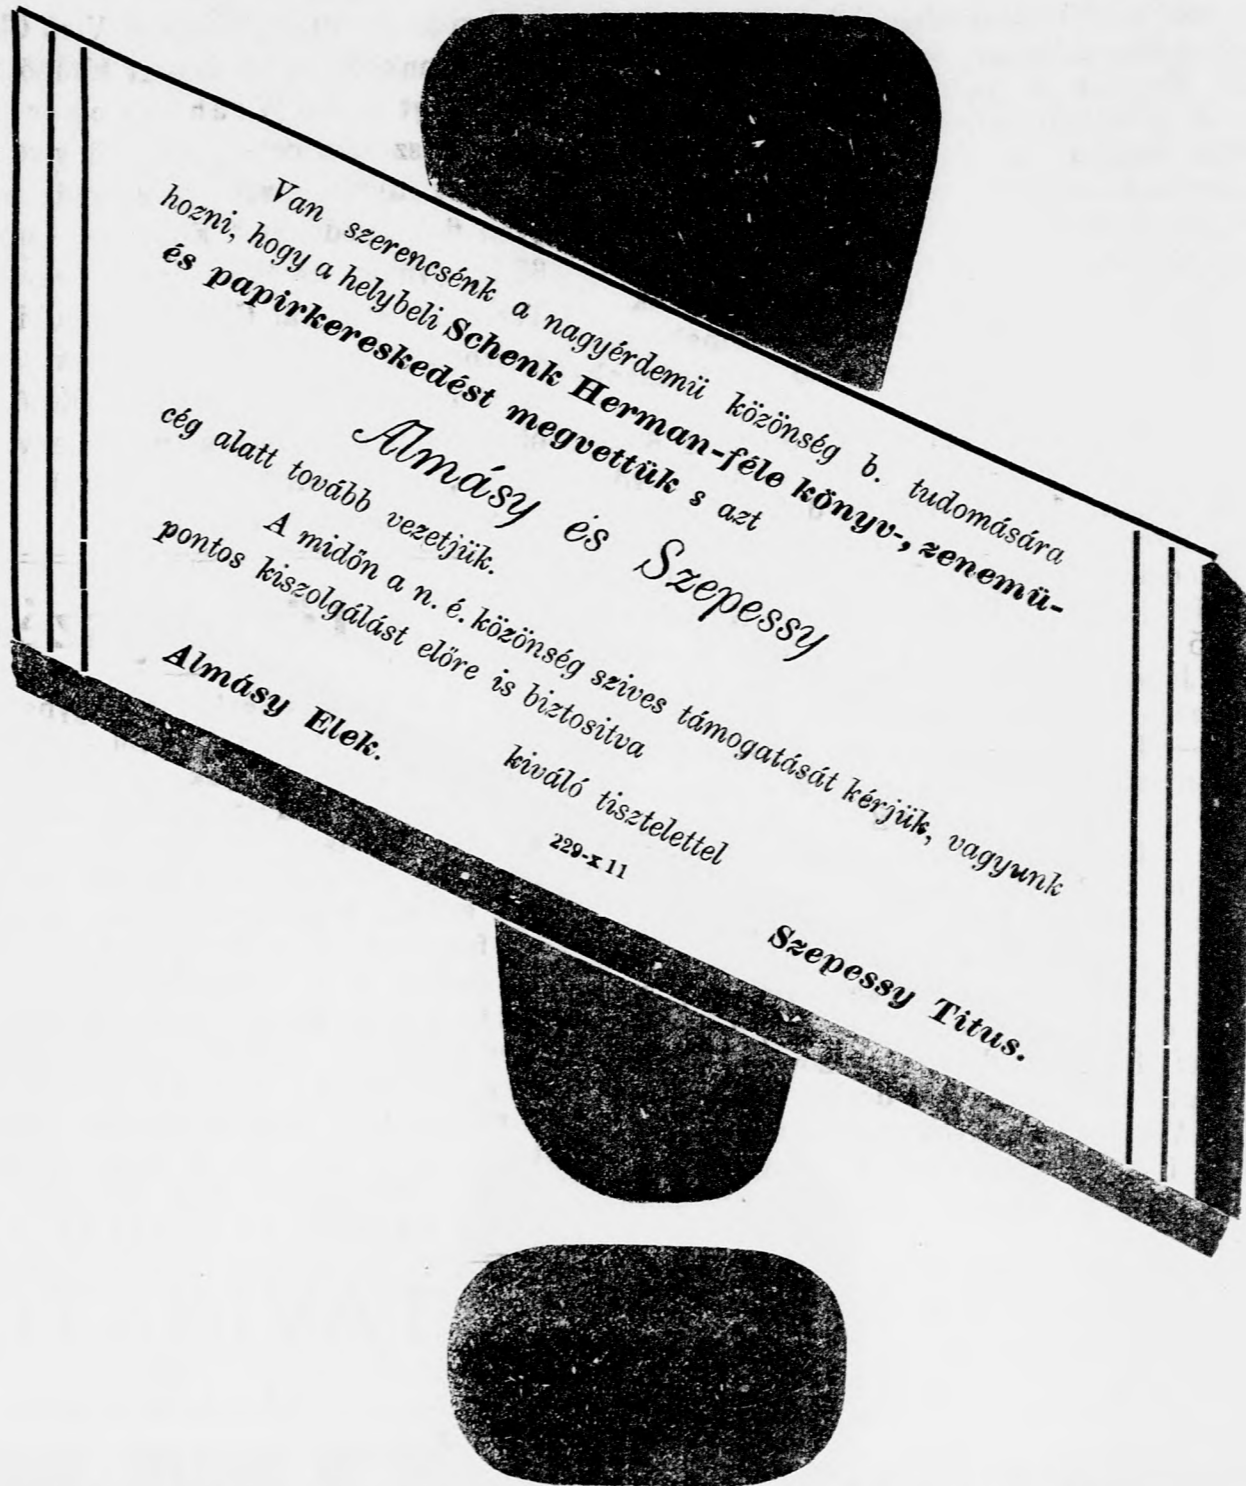 Van szerencsénk a nagyérdemü közönség b. tudomására
hozni, hogy a helybeli Schenk Herman-féle könyv-, zenemü-
és papirkereskedést megvettük s azt
Almásy és Szepessy
cég alatt tovább vezetjük.
A midőn a n. é. közönség szives támogatását kérjük, vagyunk
pontos kiszolgálást előre is biztositva
kiváló tisztelettel
Almásy Elek.
229-x 11
Szepessy Titus.